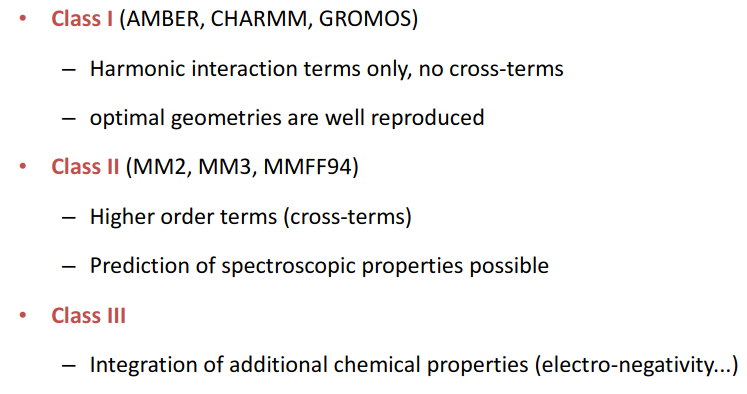 • Class I (AMBER, CHARMM, GROMOS)
– Harmonic interaction terms only, no cross-terms
– optimal geometries are well reproduced
• Class II (MM2, MM3, MMFF94)
– Higher order terms (cross-terms)
– Prediction of spectroscopic properties possible
• Class III
– Integration of additional chemical properties (electro-negativity...)